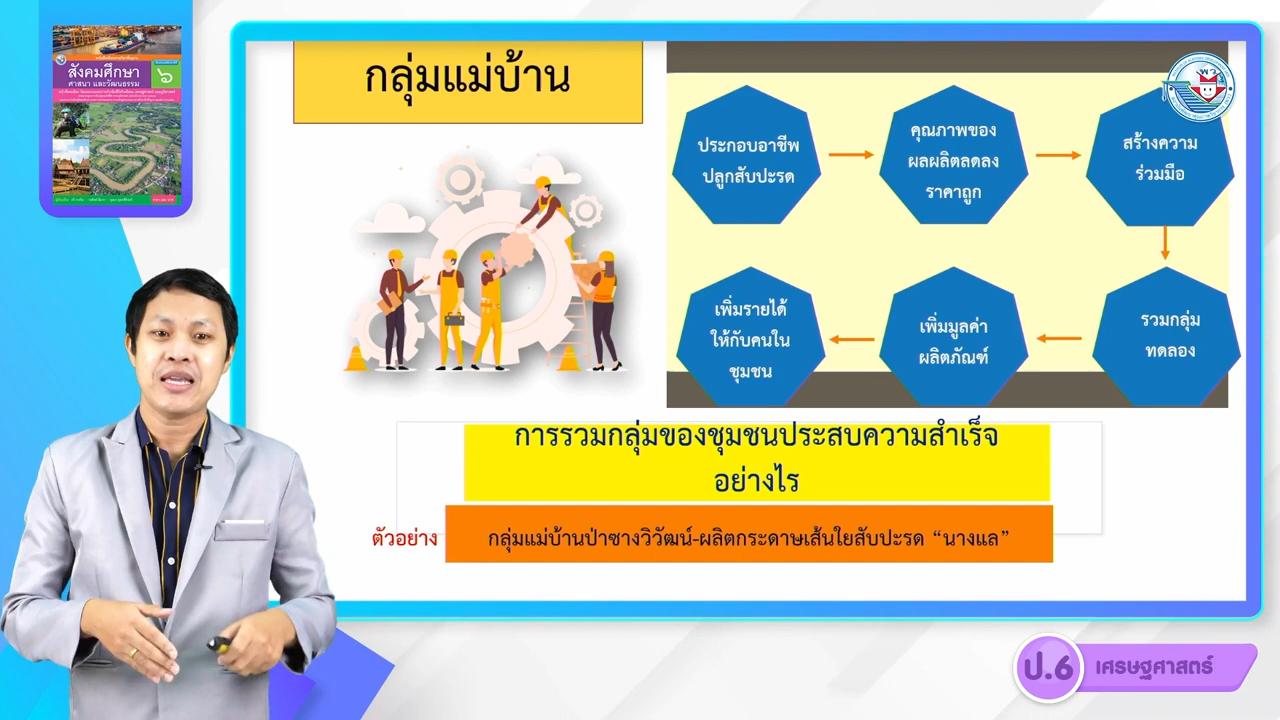 สังคมศึกษา
ศาสนา และวัฒนธรรม
๖
กลุ่มแม่บ้าน
ประกอบอาชีพ
ปลูกสับปะรด
คุณภาพของ
ผลผลิตลดลง
ราคาถูก
สร้างความ
ร่วมมือ
พว
เพิ่มรายได้
ให้กับคนใน
ชุมชน
เพิ่มมูลค่า
ผลิตภัณฑ์
รวมกลุ่ม
ทดลอง
การรวมกลุ่มของชุมชนประสบความสำเร็จ
อย่างไร
ตัวอย่าง
กลุ่มแม่บ้านป่าซางวิวัฒน์-ผลิตกระดาษเส้นใยสับปะรด “นางแล”
ป.6 เศรษฐศาสตร์